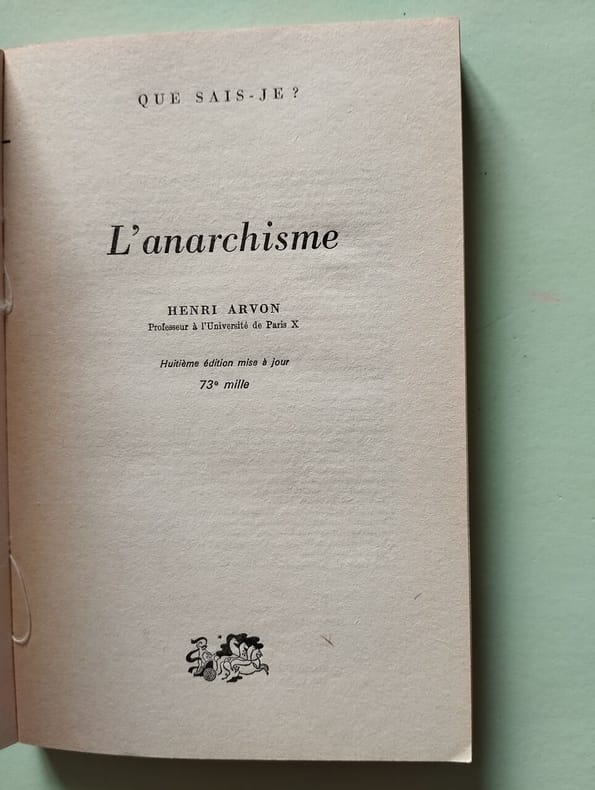 QUE SAIS-JE?
L'anarchisme
HENRI ARVON
Professeur à l'Université de Paris X
Huitième édition mise à jour
73e mille